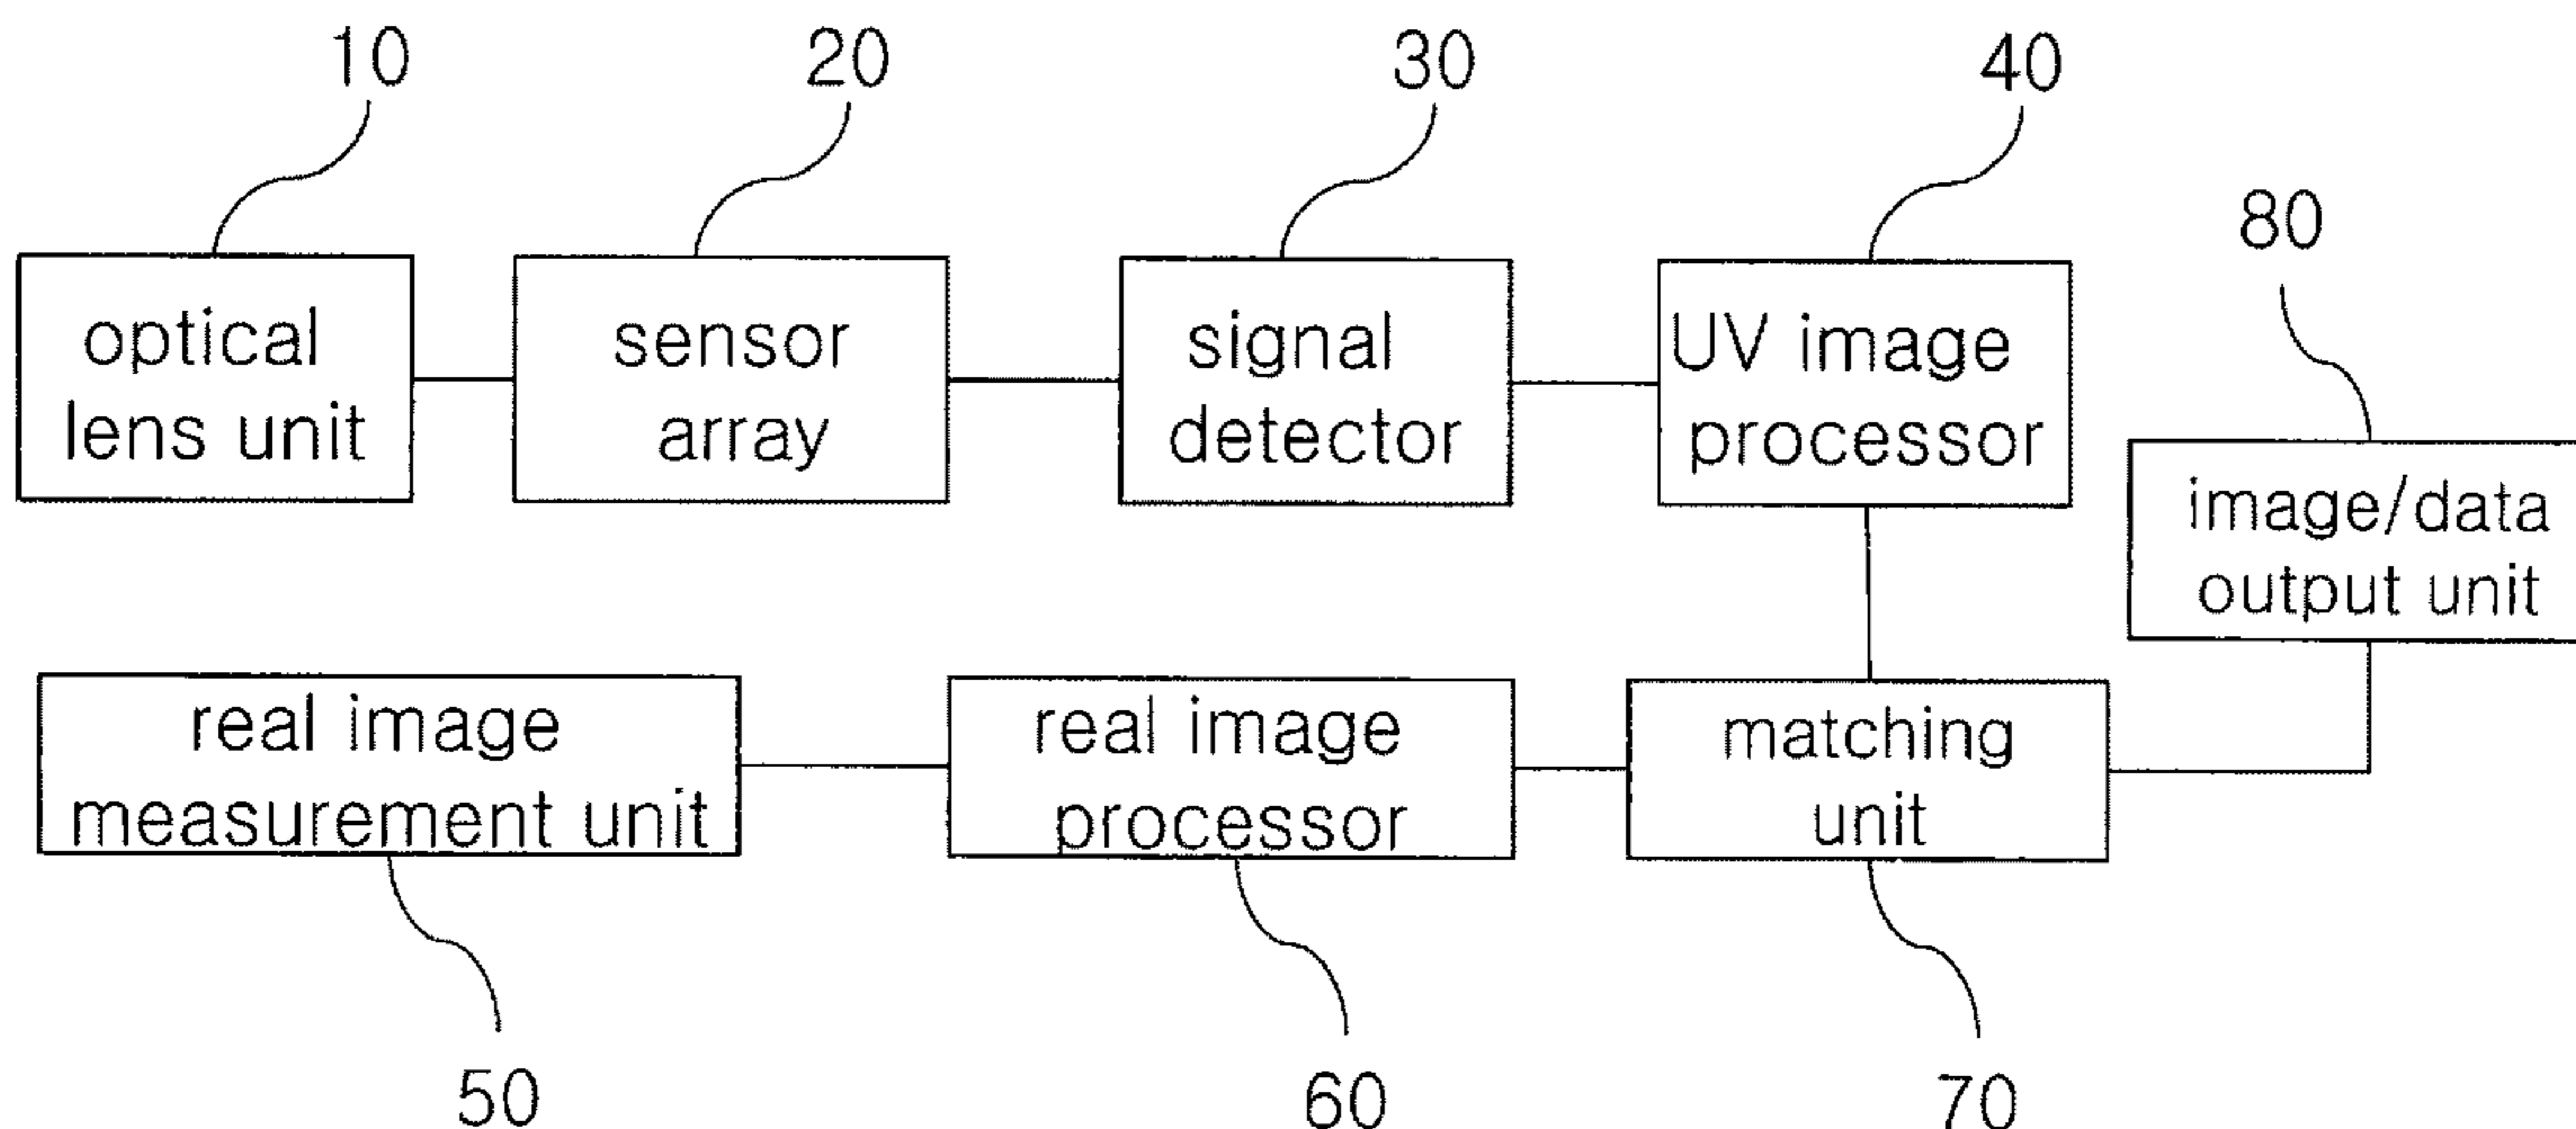 10
20
30
40
80
optical
lens unit
sensor
array
signal
detector
UV image
processor
image/data
output unit
real image
measurement unit
real image
processor
matching
unit
50
60
70